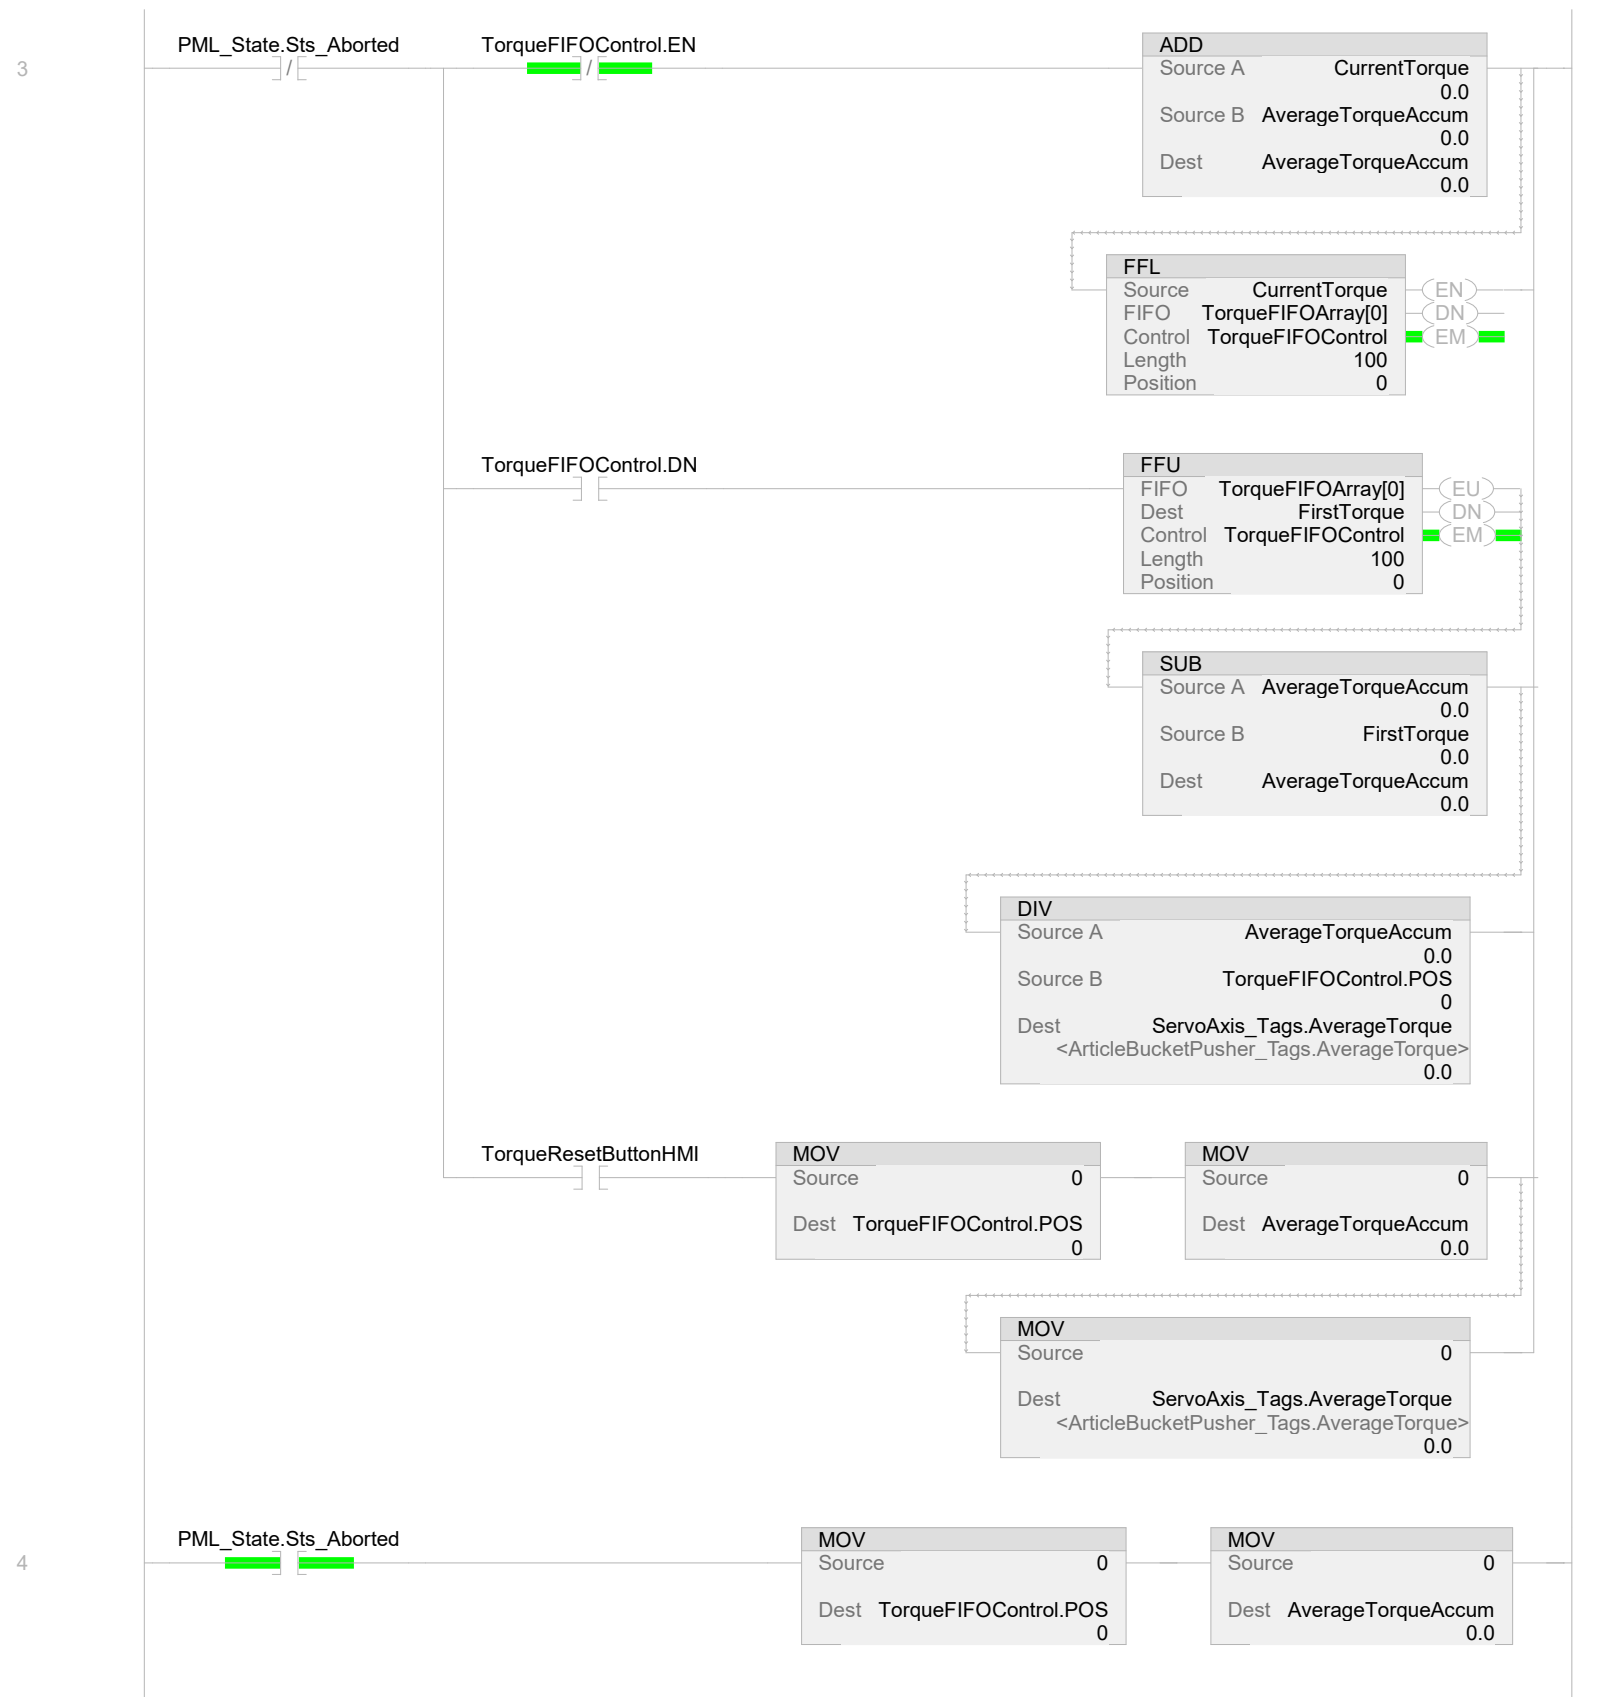 3
PML_State.Sts_Aborted
/
TorqueFIFOControl.EN
/
ADD
Source A CurrentTorque
0.0
Source B AverageTorqueAccum
0.0
Dest AverageTorqueAccum
0.0
FFL
Source CurrentTorque
FIFO TorqueFIFOArray[0]
Control TorqueFIFOControl
Length 100
Position 0
EN
DN
EM
TorqueFIFOControl.DN
FFU
FIFO TorqueFIFOArray[0]
Dest FirstTorque
Control TorqueFIFOControl
Length 100
Position 0
EU
DN
EM
SUB
Source A AverageTorqueAccum
0.0
Source B FirstTorque
0.0
Dest AverageTorqueAccum
0.0
DIV
Source A AverageTorqueAccum
0.0
Source B TorqueFIFOControl.POS
0
Dest ServoAxis_Tags.AverageTorque
<ArticleBucketPusher_Tags.AverageTorque>
0.0
TorqueResetButtonHMI
MOV
Source 0
Dest TorqueFIFOControl.POS
0
MOV
Source 0
Dest AverageTorqueAccum
0.0
MOV
Source 0
Dest ServoAxis_Tags.AverageTorque
<ArticleBucketPusher_Tags.AverageTorque>
0.0
4
PML_State.Sts_Aborted
MOV
Source 0
Dest TorqueFIFOControl.POS
0
MOV
Source 0
Dest AverageTorqueAccum
0.0